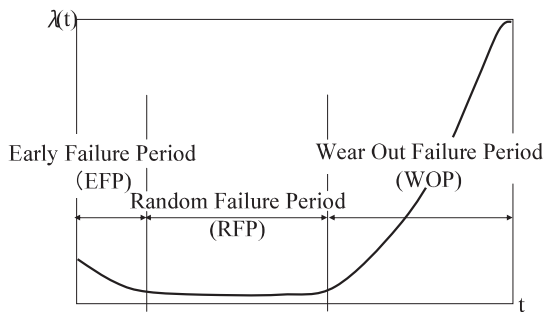 λ(t)
Early Failure Period
（EFP)
Random Failure Period
(RFP)
Wear Out Failure Period
(WOP)
t